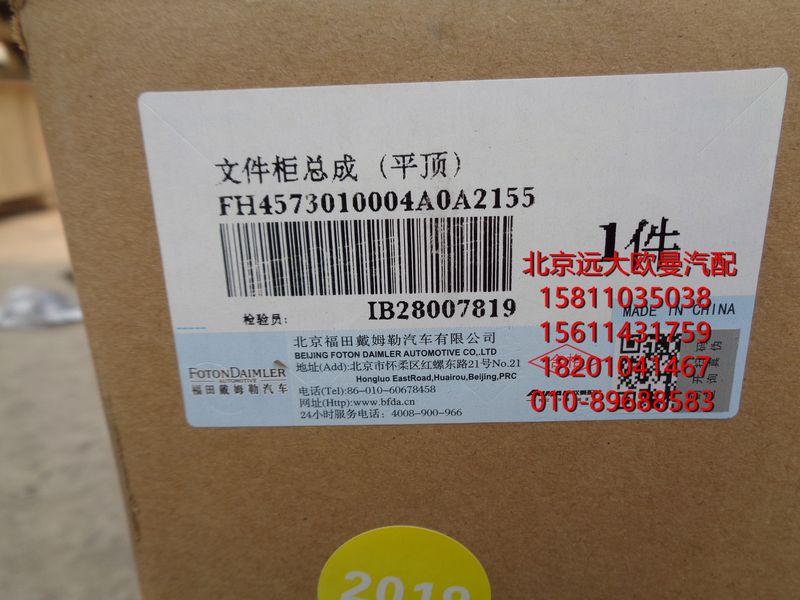 文件柜总成（平顶）
FH4573010004A0A2155
1件
北京远大欧曼汽配
15811035038
15611431759
18201041467
010-89688583
检验员:
IB28007819
MADE IN CHINA
FOTONDAIMLER
AUTOMOTIVE
福田戴姆勒汽车
北京福田戴姆勒汽车有限公司
BEIJING FOTON DAIMLER AUTOMOTIVE CO.,LTD
地址(Add):北京市怀柔区红螺东路21号No.21
Hongluo EastRoad,Huairou,Beijing,PRC
电话(Tel):86-010-60678458
网址(Http:www.bfda.cn
24小时服务电话：4008-900-966
合格
2019